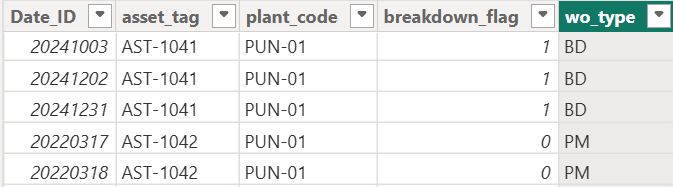 Date_ID asset_tag plant_code breakdown_flag wo_type
20241003 AST-1041 PUN-01 1 BD
20241202 AST-1041 PUN-01 1 BD
20241231 AST-1041 PUN-01 1 BD
20220317 AST-1042 PUN-01 0 PM
20220318 AST-1042 PUN-01 0 PM